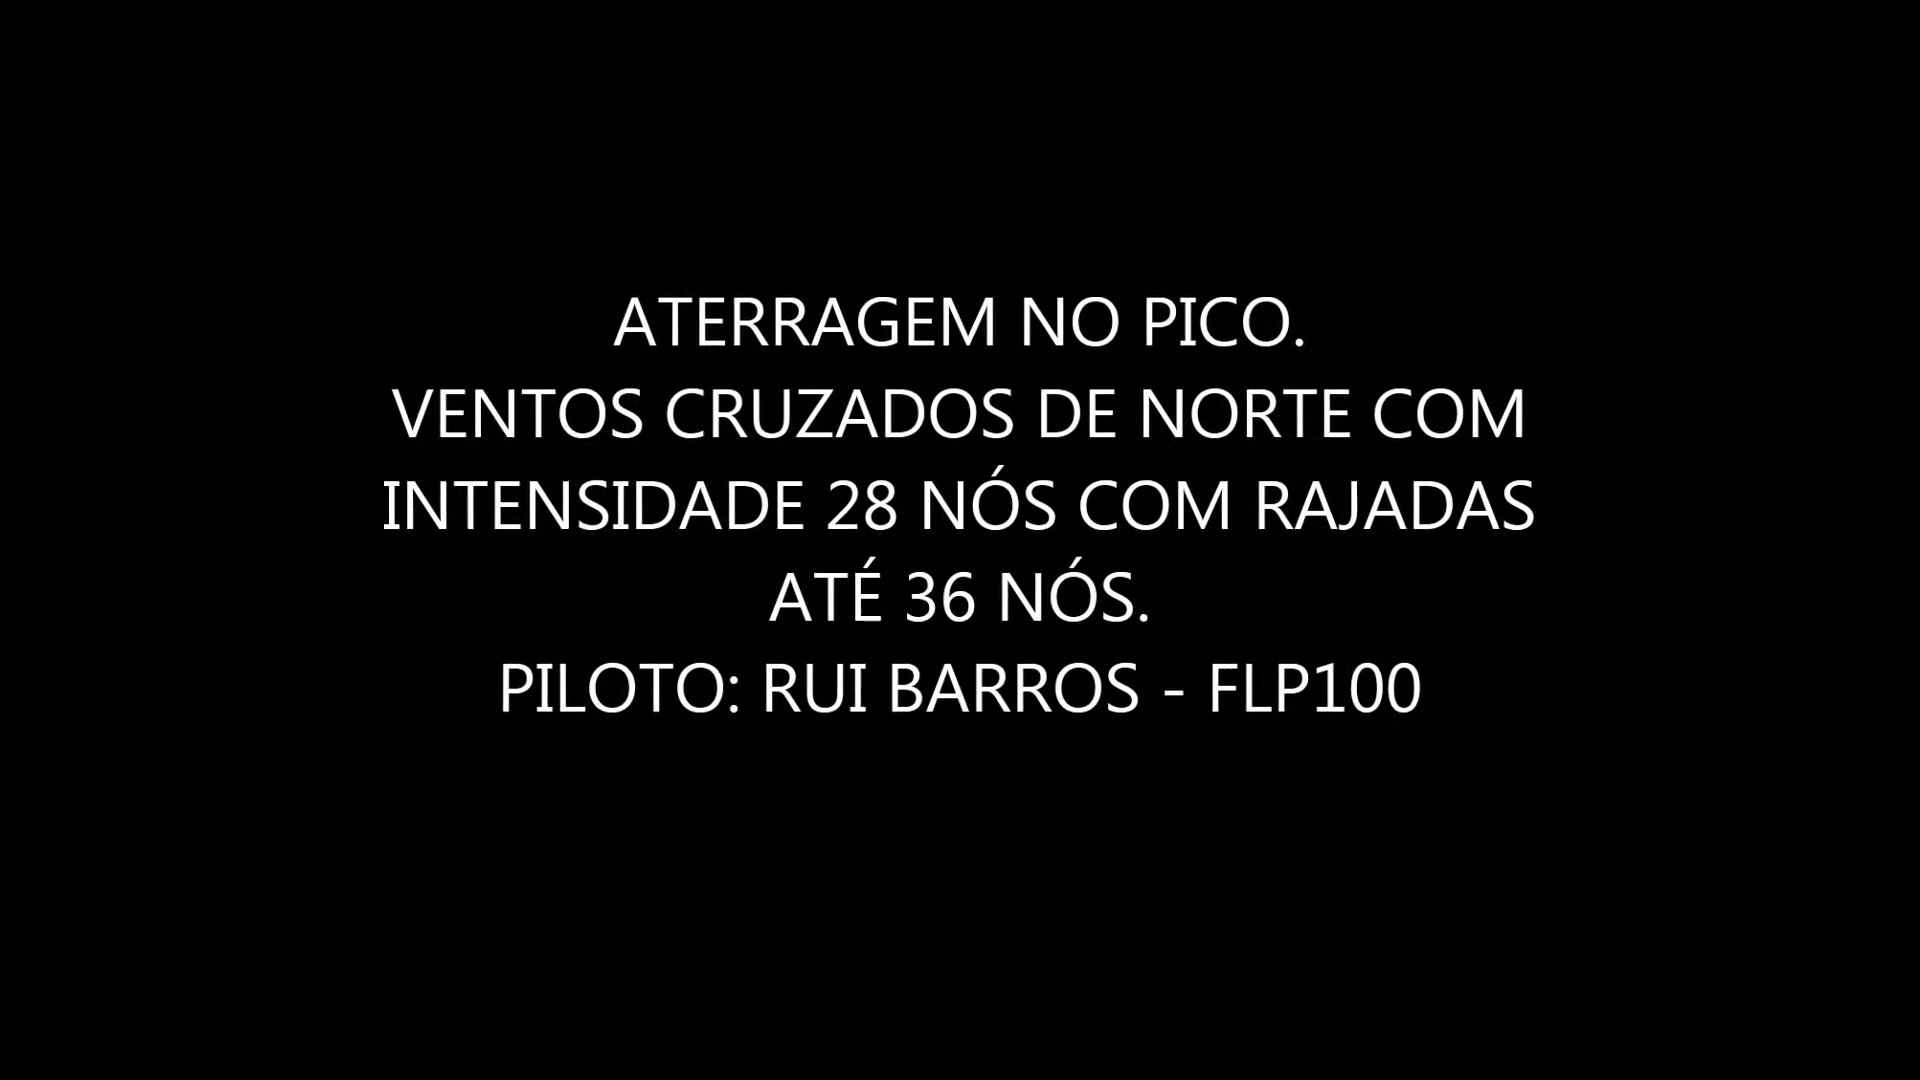 ATERRAGEM NO PICO.
VENTOS CRUZADOS DE NORTE COM
INTENSIDADE 28 NÓS COM RAJADAS
ATÉ 36 NÓS.
PILOTO: RUI BARROS - FLP100